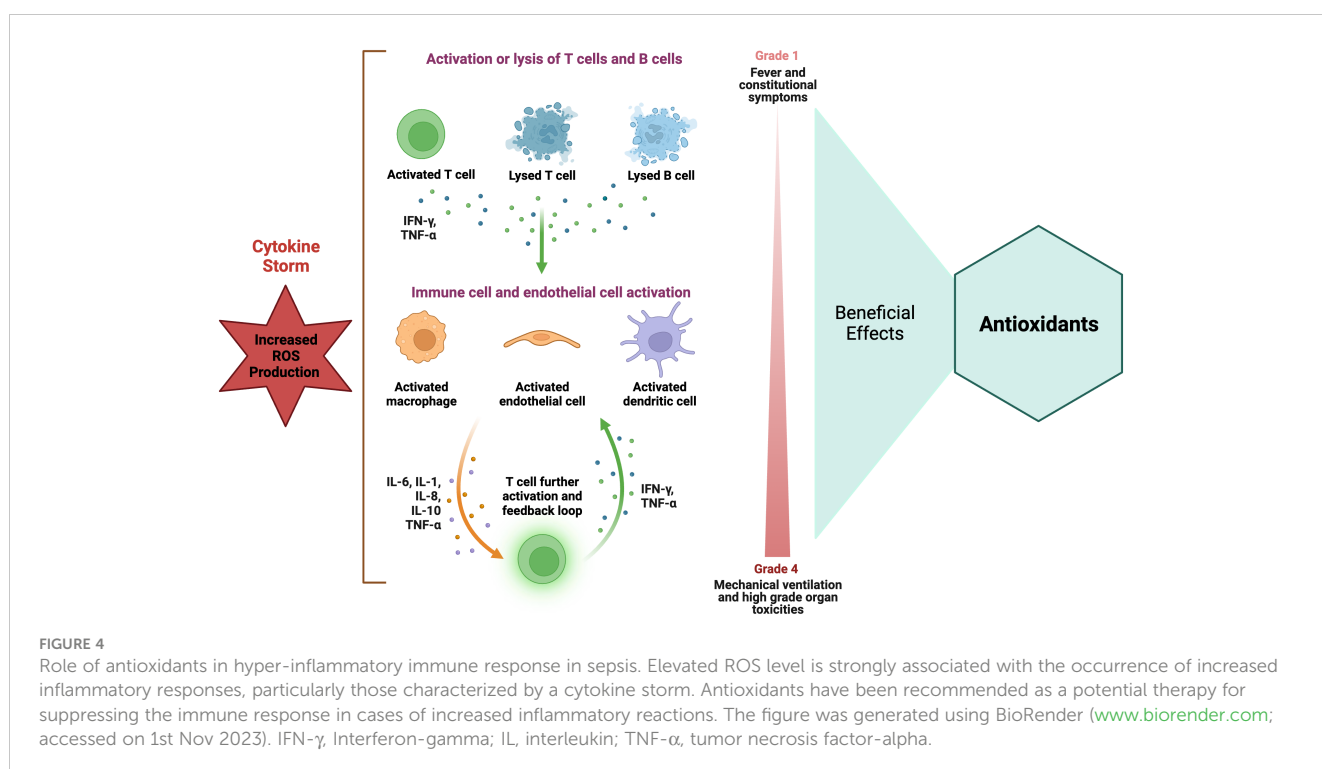 Activation or lysis of T cells and B cells
Activated T cell
Lysed T cell
Lysed B cell
IFN-γ,
TNF-α
Cytokine
Storm
Increased
ROS
Production
Immune cell and endothelial cell activation
Activated
macrophage
Activated
endothelial cell
Activated
dendritic cell
IL-6, IL-1,
IL-8,
IL-10
TNF-α
T cell further
activation and
feedback loop
IFN-γ,
TNF-α
Grade 1
Fever and
constitutional
symptoms
Grade 4
Mechanical ventilation
and high grade organ
toxicities
Beneficial
Effects
Antioxidants
FIGURE 4
Role of antioxidants in hyper-inflammatory immune response in sepsis. Elevated ROS level is strongly associated with the occurrence of increased
inflammatory responses, particularly those characterized by a cytokine storm. Antioxidants have been recommended as a potential therapy for
suppressing the immune response in cases of increased inflammatory reactions. The figure was generated using BioRender (www.biorender.com;
accessed on 1st Nov 2023). IFN-γ, Interferon-gamma; IL, interleukin; TNF-α, tumor necrosis factor-alpha.